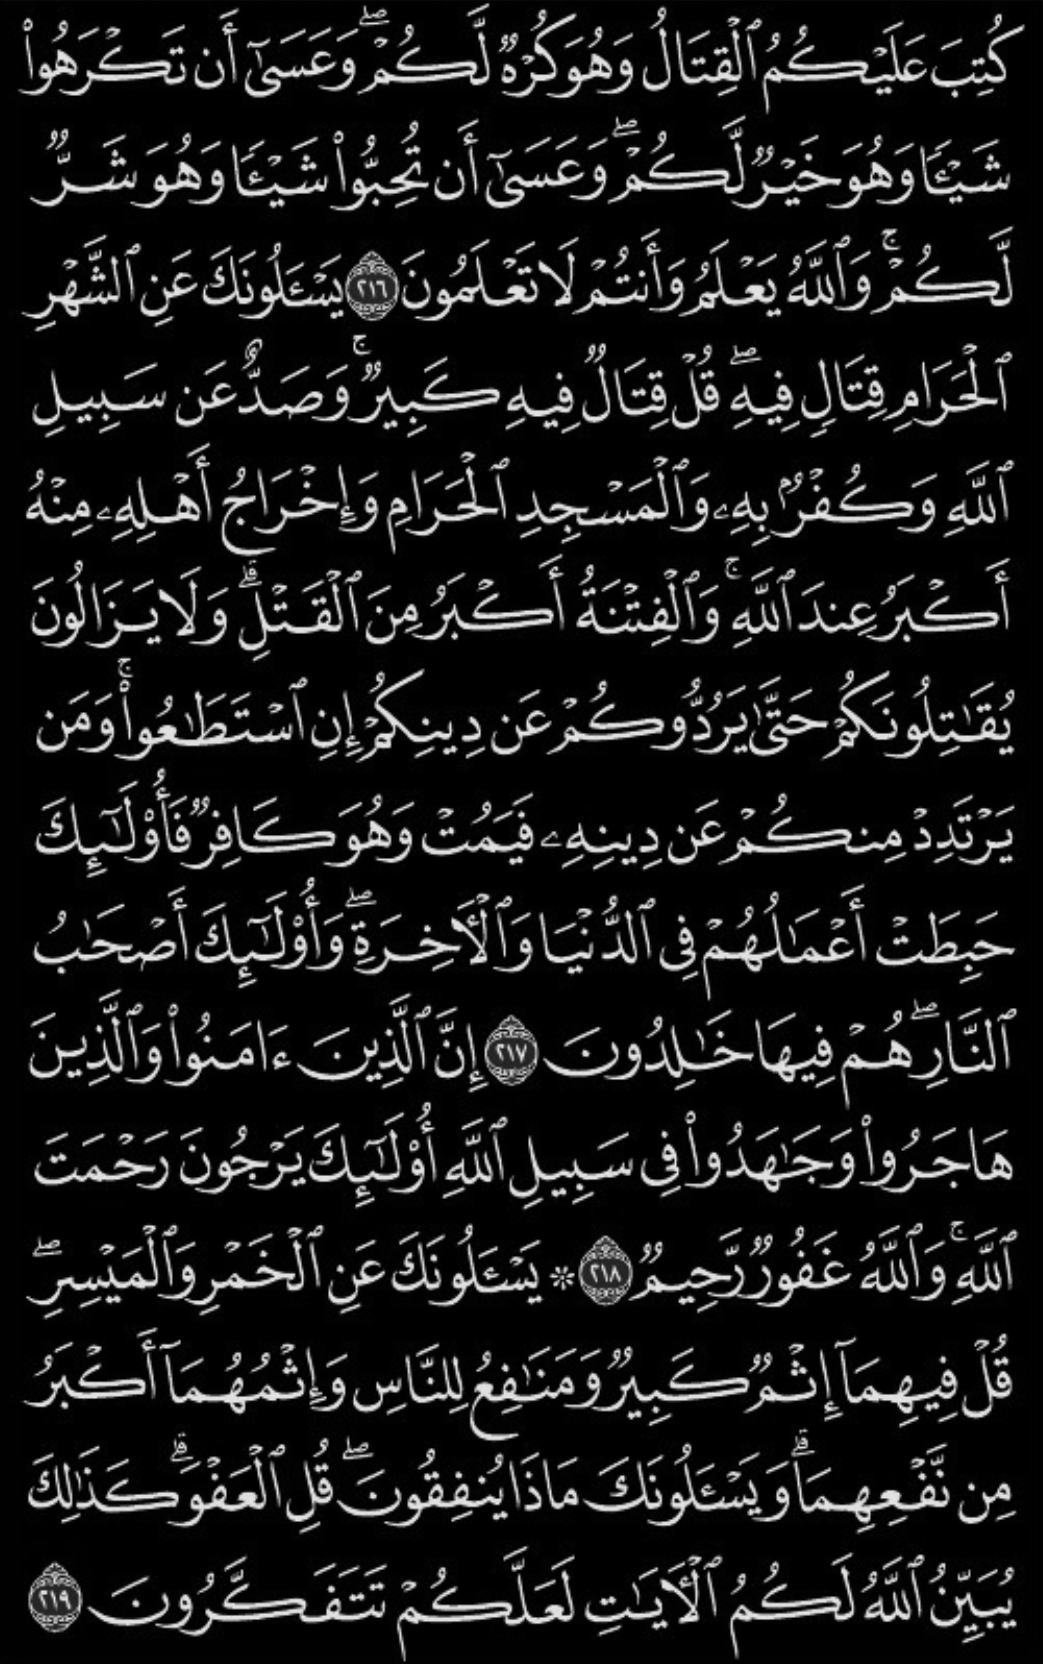 كُتِبَ عَلَيۡكُمُ ٱلۡقِتَالُ وَهُوَ كُرۡهٞ لَّكُمۡۖ وَعَسَىٰٓ أَن تَكۡرَهُواْ
شَيۡـٔٗا وَهُوَ خَيۡرٞ لَّكُمۡۖ وَعَسَىٰٓ أَن تُحِبُّواْ شَيۡـٔٗا وَهُوَ شَرّٞ
لَّكُمۡۚ وَٱللَّهُ يَعۡلَمُ وَأَنتُمۡ لَا تَعۡلَمُونَ ٢١٦ يَسۡـَٔلُونَكَ عَنِ ٱلشَّهۡرِ
ٱلۡحَرَامِ قِتَالٖ فِيهِۖ قُلۡ قِتَالٞ فِيهِ كَبِيرٞۚ وَصَدٌّ عَن سَبِيلِ
ٱللَّهِ وَكُفۡرُۢ بِهِۦ وَٱلۡمَسۡجِدِ ٱلۡحَرَامِ وَإِخۡرَاجُ أَهۡلِهِۦ مِنۡهُ
أَكۡبَرُ عِندَ ٱللَّهِۚ وَٱلۡفِتۡنَةُ أَكۡبَرُ مِنَ ٱلۡقَتۡلِۗ وَلَا يَزَالُونَ
يُقَٰتِلُونَكُمۡ حَتَّىٰ يَرُدُّوكُمۡ عَن دِينِكُمۡ إِنِ ٱسۡتَطَٰعُواْۚ وَمَن
يَرۡتَدِدۡ مِنكُمۡ عَن دِينِهِۦ فَيَمُتۡ وَهُوَ كَافِرٞ فَأُوْلَٰٓئِكَ
حَبِطَتۡ أَعۡمَٰلُهُمۡ فِي ٱلدُّنۡيَا وَٱلۡأٓخِرَةِۖ وَأُوْلَٰٓئِكَ أَصۡحَٰبُ
ٱلنَّارِۖ هُمۡ فِيهَا خَٰلِدُونَ ٢١٧ إِنَّ ٱلَّذِينَ ءَامَنُواْ وَٱلَّذِينَ
هَاجَرُواْ وَجَٰهَدُواْ فِي سَبِيلِ ٱللَّهِ أُوْلَٰٓئِكَ يَرۡجُونَ رَحۡمَتَ
ٱللَّهِۚ وَٱللَّهُ غَفُورٞ رَّحِيمٞ ٢١٨ ۞ يَسۡـَٔلُونَكَ عَنِ ٱلۡخَمۡرِ وَٱلۡمَيۡسِرِۖ
قُلۡ فِيهِمَآ إِثۡمٞ كَبِيرٞ وَمَنَٰفِعُ لِلنَّاسِ وَإِثۡمُهُمَآ أَكۡبَرُ
مِن نَّفۡعِهِمَاۗ وَيَسۡـَٔلُونَكَ مَاذَا يُنفِقُونَۖ قُلِ ٱلۡعَفۡوَۗ كَذَٰلِكَ
يُبَيِّنُ ٱللَّهُ لَكُمُ ٱلۡأٓيَٰتِ لَعَلَّكُمۡ تَتَفَكَّرُونَ ٢١٩